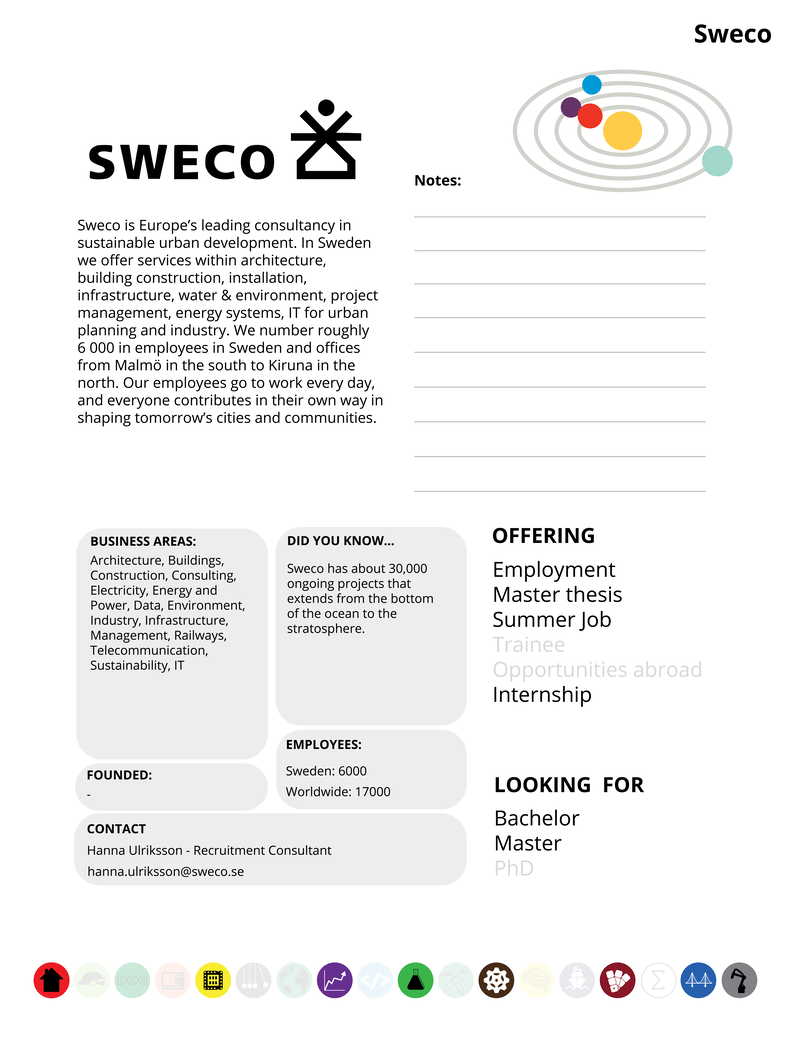 Sweco
SWECO
Notes:
Sweco is Europe’s leading consultancy in
sustainable urban development. In Sweden
we offer services within architecture,
building construction, installation,
infrastructure, water & environment, project
management, energy systems, IT for urban
planning and industry. We number roughly
6 000 in employees in Sweden and offices
from Malmö in the south to Kiruna in the
north. Our employees go to work every day,
and everyone contributes in their own way in
shaping tomorrow’s cities and communities.
BUSINESS AREAS:
Architecture, Buildings,
Construction, Consulting,
Electricity, Energy and
Power, Data, Environment,
Industry, Infrastructure,
Management, Railways,
Telecommunication,
Sustainability, IT
DID YOU KNOW...
Sweco has about 30,000
ongoing projects that
extends from the bottom
of the ocean to the
stratosphere.
EMPLOYEES:
Sweden: 6000
Worldwide: 17000
FOUNDED:
-
CONTACT
Hanna Ulriksson - Recruitment Consultant
hanna.ulriksson@sweco.se
OFFERING
Employment
Master thesis
Summer Job
Trainee
Opportunities abroad
Internship
LOOKING FOR
Bachelor
Master
PhD